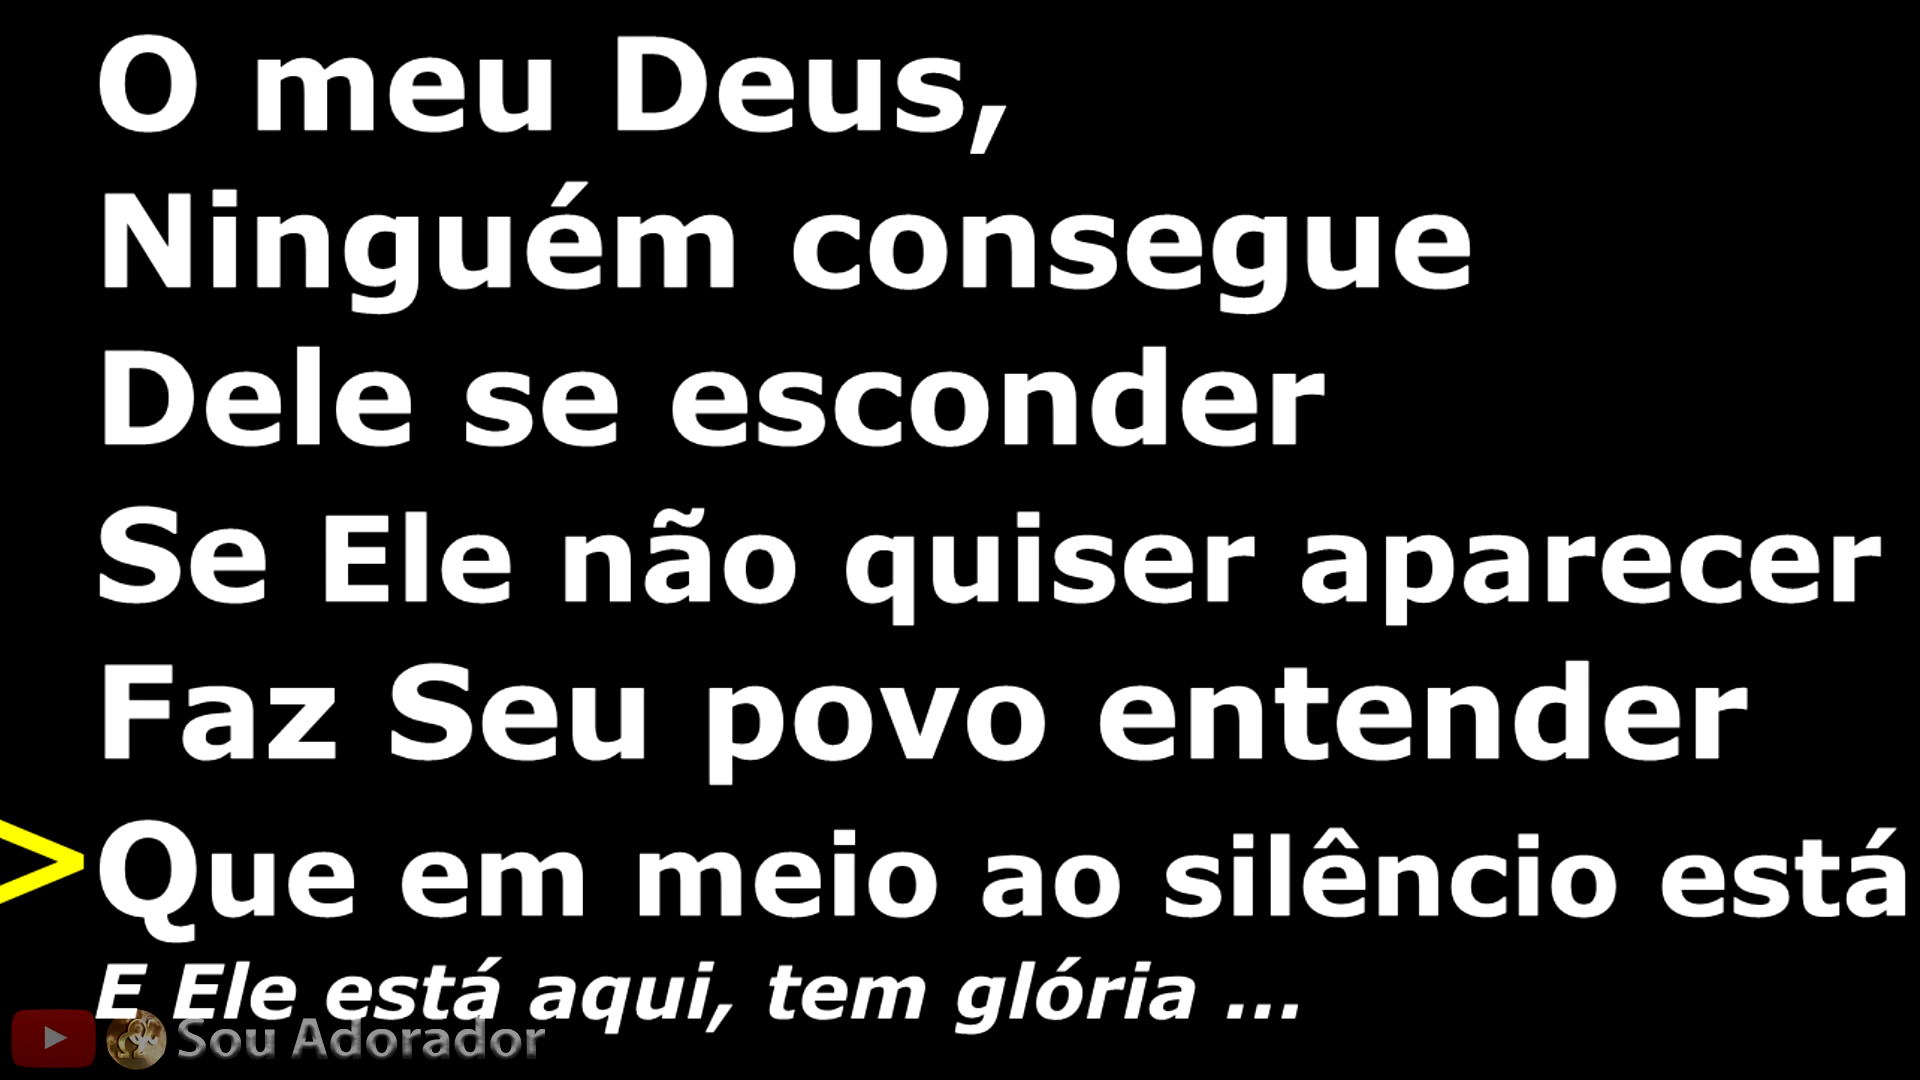 O meu Deus,
Ninguém consegue
Dele se esconder
Se Ele não quiser aparecer
Faz Seu povo entender
>Que em meio ao silêncio está
E Ele está aqui, tem glória ...
Sou Adorador